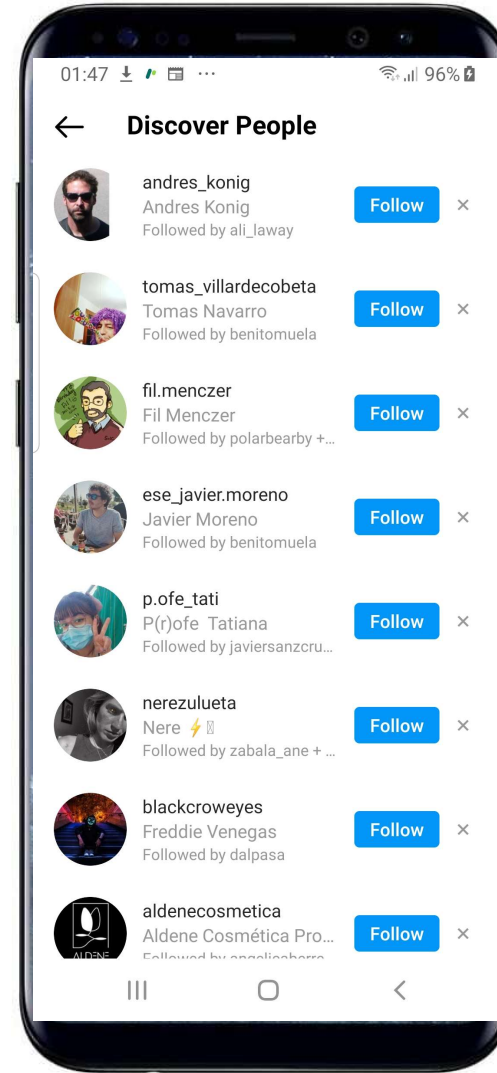 01:47 ... 96%
Discover People
andres_konig
Andres Konig
Followed by ali_laway
Follow
tomas_villardecobeta
Tomas Navarro
Followed by benitomuela
Follow
fil.menczer
Fil Menczer
Followed by polarbearby +...
Follow
ese_javier.moreno
Javier Moreno
Followed by benitomuela
Follow
p.ofe_tati
P(r)ofe Tatiana
Followed by javiersanzcru...
Follow
nerezulueta
Nere ⚡
Followed by zabala_ane + ...
Follow
blackcroweyes
Freddie Venegas
Followed by dalpasa
Follow
ALDENE
aldenecosmetica
Aldene Cosmética Pro...
Followed by
Follow